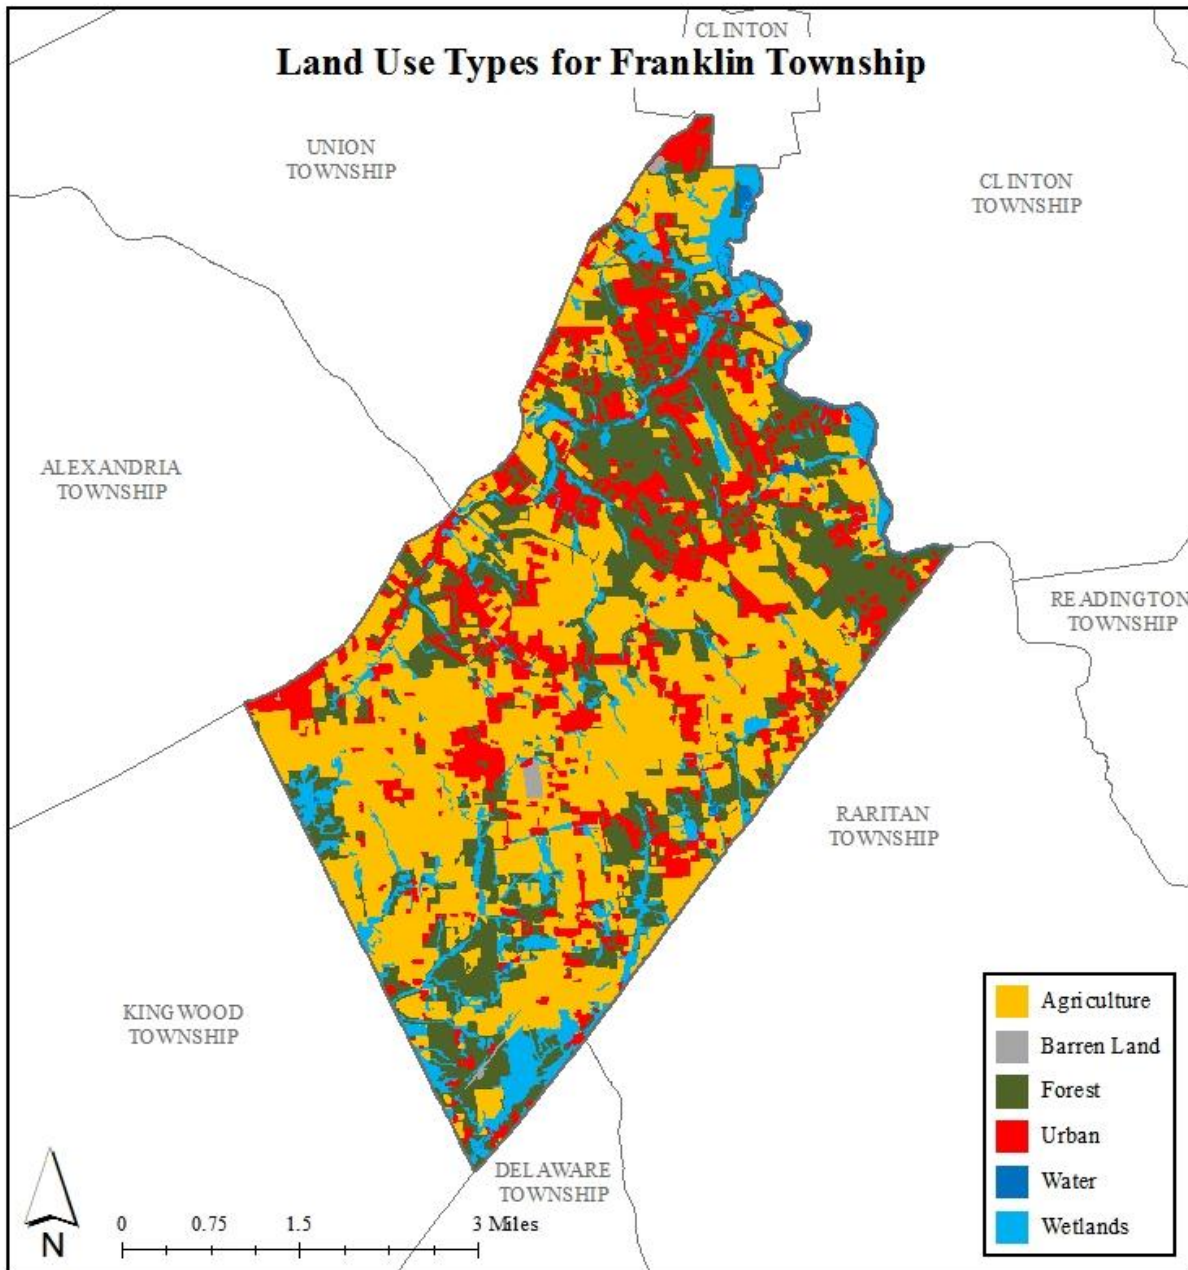 CLINTON
Land Use Types for Franklin Township
UNION
TOWNSHIP
CLINTON
TOWNSHIP
ALEXANDRIA
TOWNSHIP
READINGTON
TOWNSHIP
RARITAN
TOWNSHIP
KINGWOOD
TOWNSHIP
DELAWARE
TOWNSHIP
Agriculture
Barren Land
Forest
Urban
Water
Wetlands
N
0 0.75 1.5 3 Miles